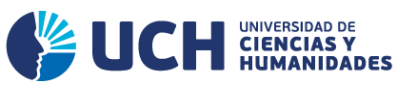 UCH
UNIVERSIDAD DE
CIENCIAS Y
HUMANIDADES